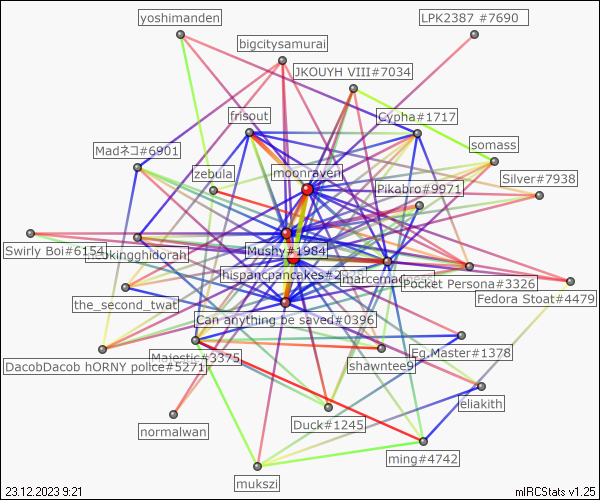 yoshimanden
LPK2387 #7690
bigcitysamurai
JKOUYH VIII#7034
frisout
Cypha#1717
somass
Madネコ#6901
zebula
moonraven
Pikabro#9971
Silver#7938
Swirly Boi#6154
kingghidorah
Mushy#1984
hispancpancakes#2
marcema
Pocket Persona#3326
Fedora Stoat#4479
the_second_twat
Can anything be saved#0396
Majestic#3375
Eg.Master#1378
DacobDacob hORNY police#5271
shawntee9
eliakith
normalwan
Duck#1245
ming#4742
mukszi
23.12.2023 9:21
mIRCStats v1.25